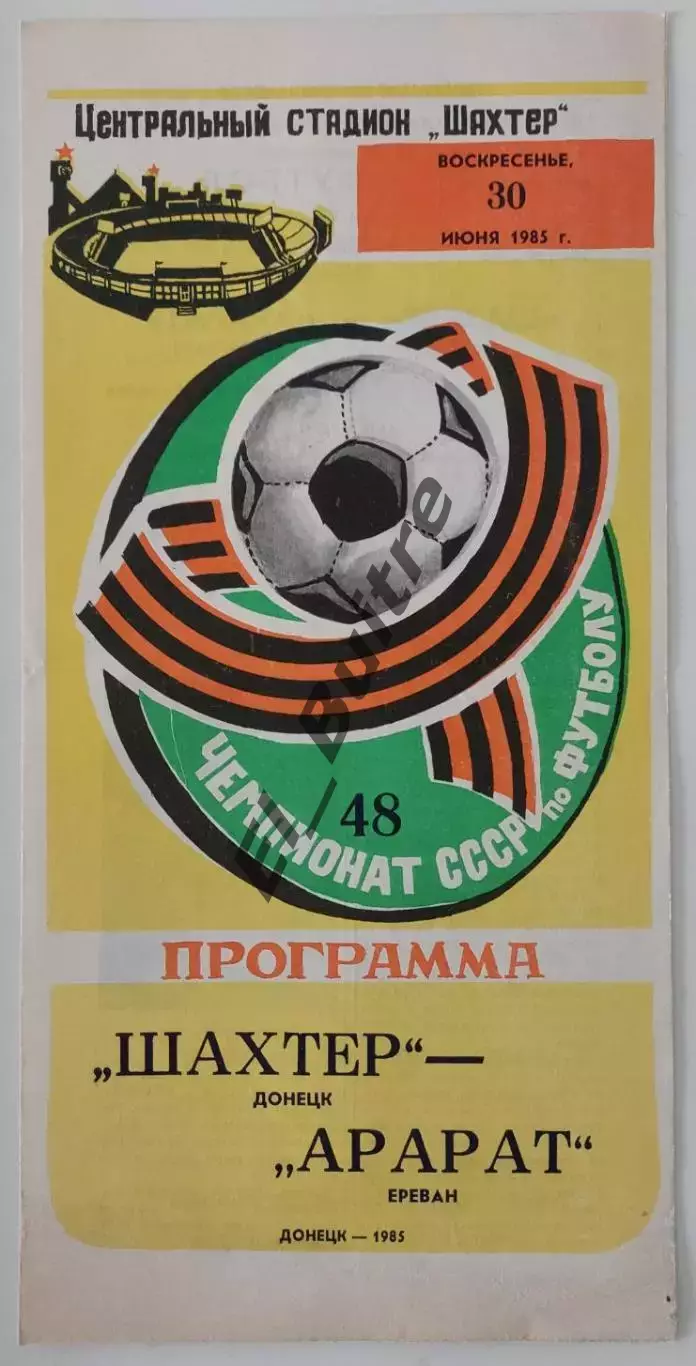 Центральный стадион „Шахтер“
ВОСКРЕСЕНЬЕ,
30
ИЮНЯ 1985 г.
48
ЧЕМПИОНАТ СССР ПО ФУТБОЛУ
El_Buitre
ПРОГРАММА
„ШАХТЕР“—
ДОНЕЦК
„АРАРАТ“
ЕРЕВАН
ДОНЕЦК — 1985